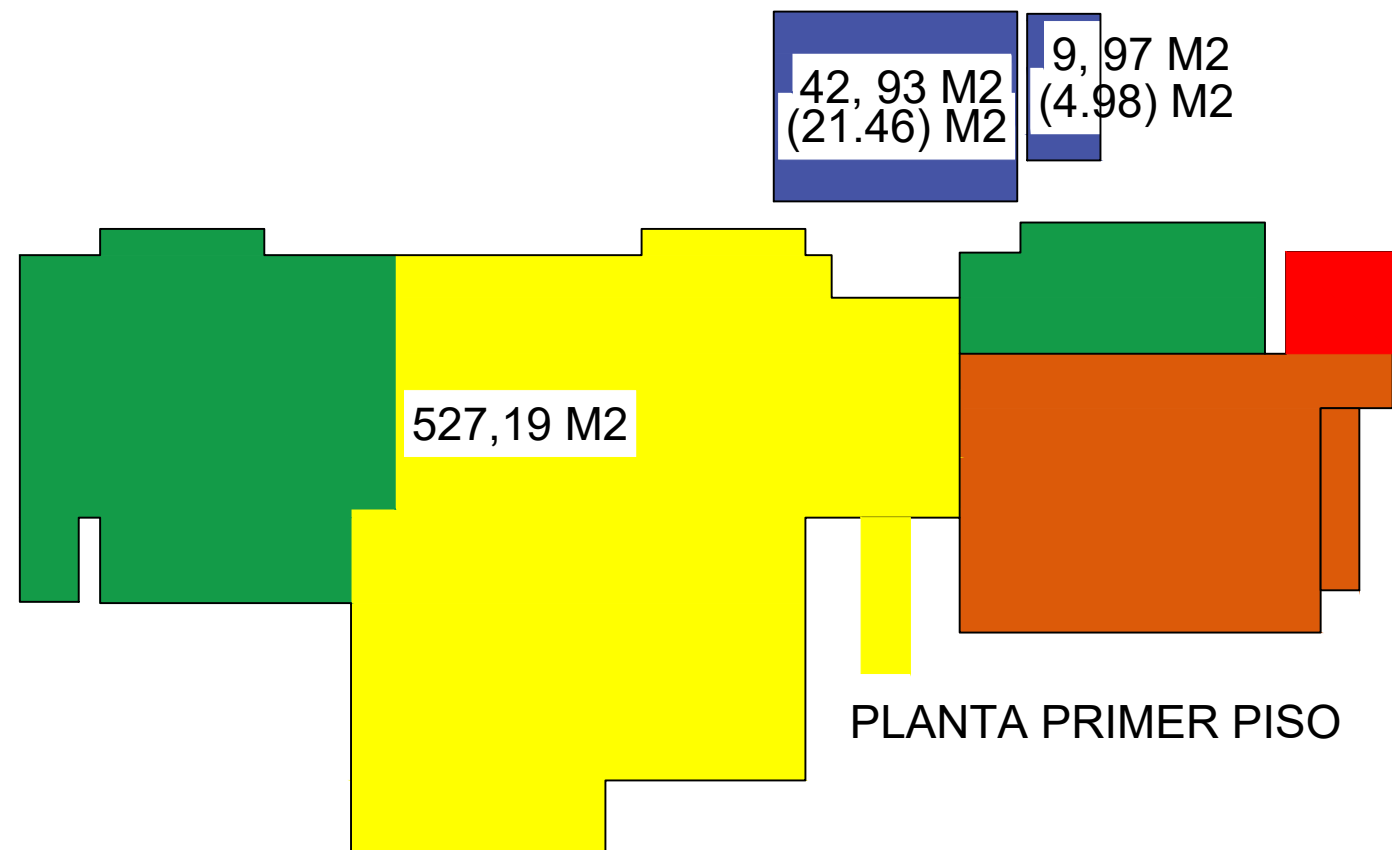 42, 93 M2
(21.46) M2
9, 97 M2
(4.98) M2
527,19 M2
PLANTA PRIMER PISO